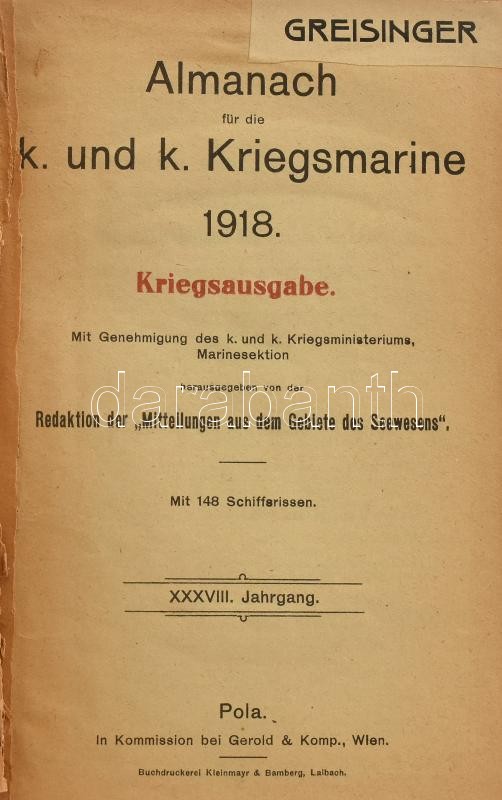 GREISINGER
Almanach
für die
k. und k. Kriegsmarine
1918.
Kriegsausgabe.
Mit Genehmigung des k. und k. Kriegsministeriums,
Marinesektion
herausgegeben von der
darabanth
Redaktion der „Mitteilungen aus dem Gebiete des Seewesens“.
Mit 148 Schiffsrissen.
XXXVIII. Jahrgang.
Pola.
In Kommission bei Gerold & Komp., Wien.
Buchdruckerei Kleinmayr & Bamberg, Laibach.